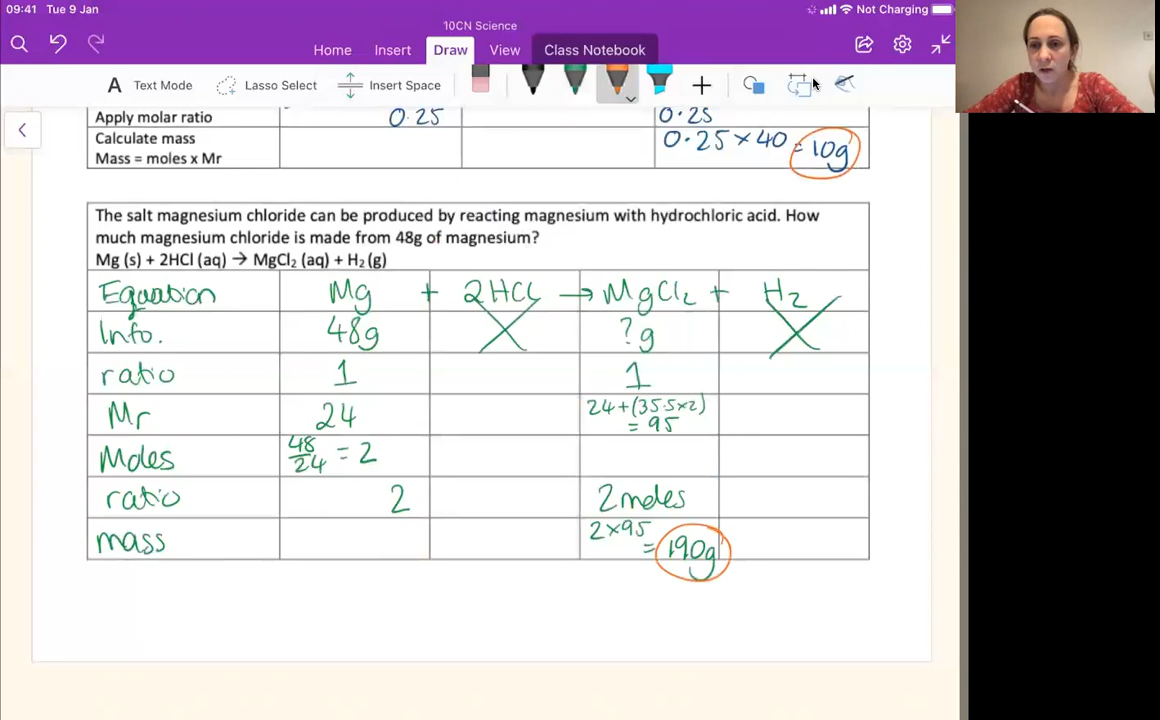 09:41 Tue 9 Jan
Not Charging
10CN Science
Home Insert Draw View Class Notebook
A Text Mode Lasso Select Insert Space
Apply molar ratio 0.25 0.25
Calculate mass
Mass = moles x Mr
0.25 × 40 = 10g
The salt magnesium chloride can be produced by reacting magnesium with hydrochloric acid. How
much magnesium chloride is made from 48g of magnesium?
Mg (s) + 2HCl (aq) → MgCl₂ (aq) + H₂ (g)
Equation Mg + 2HCl → MgCl₂ + H₂
Info. 48g ?g
ratio 1 1
Mr 24 24+(35.5×2)
= 95
Moles 48/24 = 2
ratio 2 2 moles
mass 2×95
= 190g